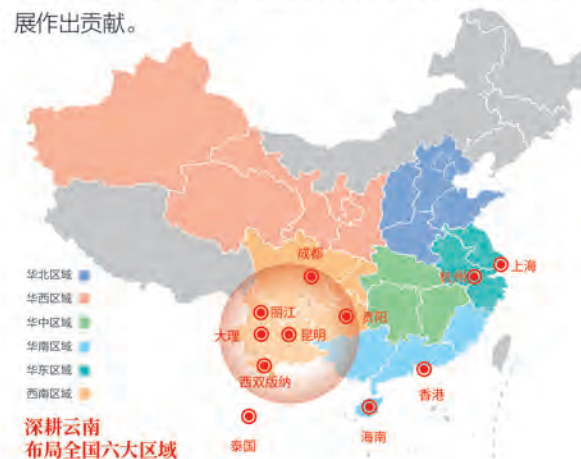 展作出贡献。
成都
上海
杭州
华北区域
华西区域
丽江
贵阳
华中区域
大理
昆明
华南区域
西双版纳
华东区域
香港
西南区域
海南
深耕云南
泰国
布局全国六大区域